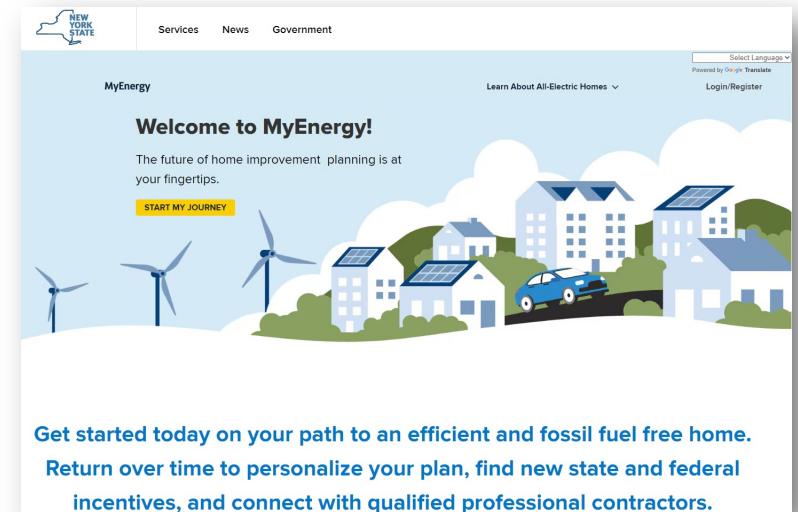 NEW
YORK
STATE
Services News Government
Select Language
Powered by Google Translate
MyEnergy Learn About All-Electric Homes Login/Register
Welcome to MyEnergy!
The future of home improvement planning is at
your fingertips.
START MY JOURNEY
Get started today on your path to an efficient and fossil fuel free home.
Return over time to personalize your plan, find new state and federal
incentives, and connect with qualified professional contractors.